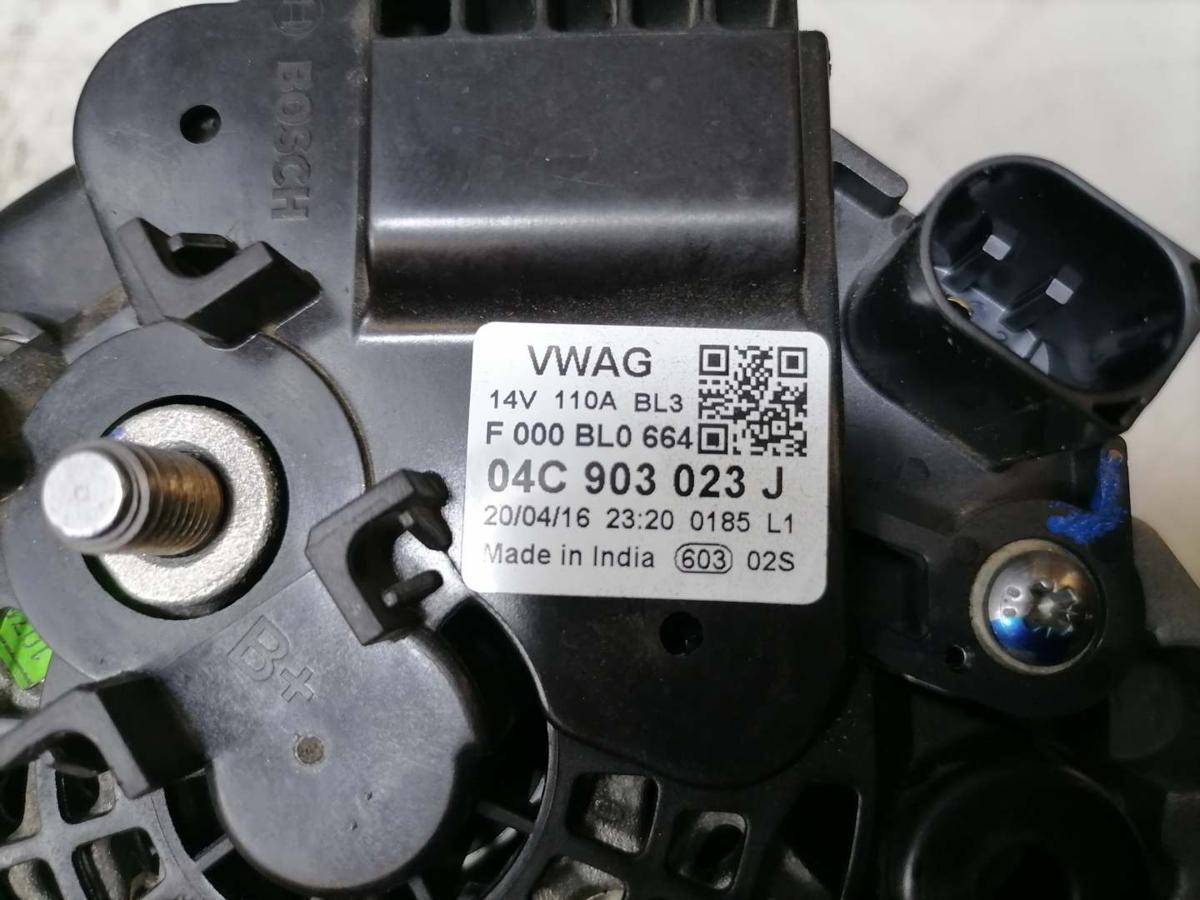 BOSCH
VWAG
14V 110A BL3
F 000 BL0 664
04C 903 023 J
20/04/16 23:20 0185 L1
Made in India 603 02S
B+